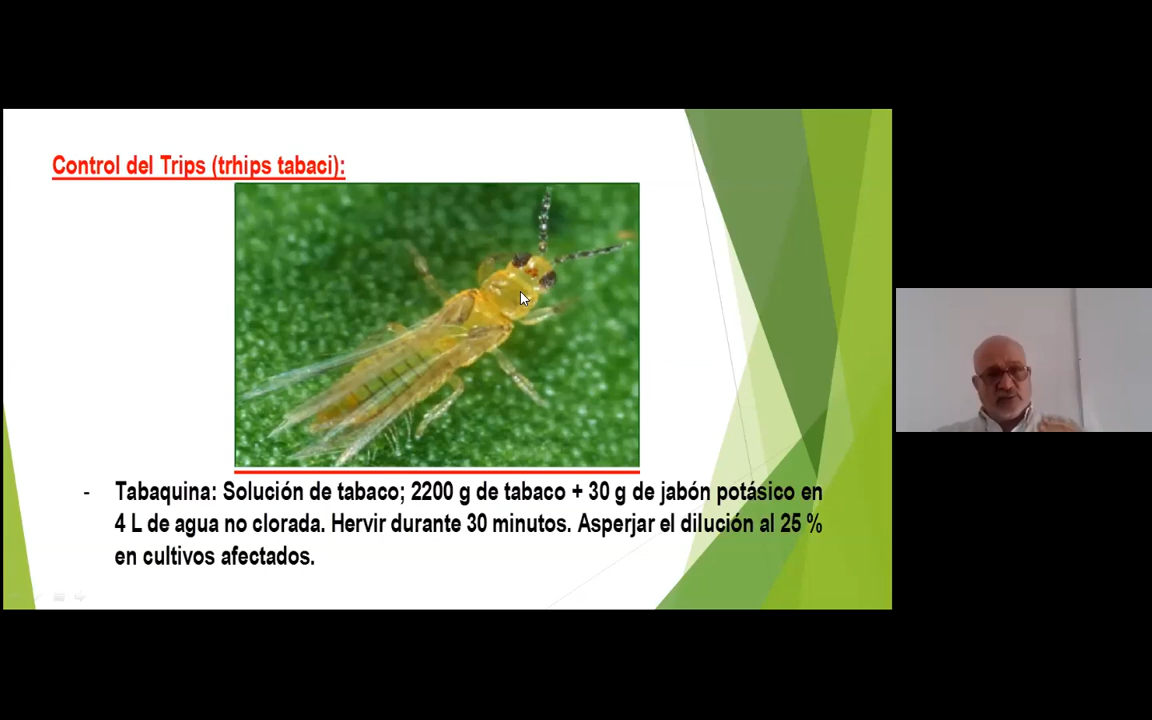 Control del Trips (trhips tabaci):
- Tabaquina: Solución de tabaco; 2200 g de tabaco + 30 g de jabón potásico en
4 L de agua no clorada. Hervir durante 30 minutos. Asperjar el dilución al 25 %
en cultivos afectados.